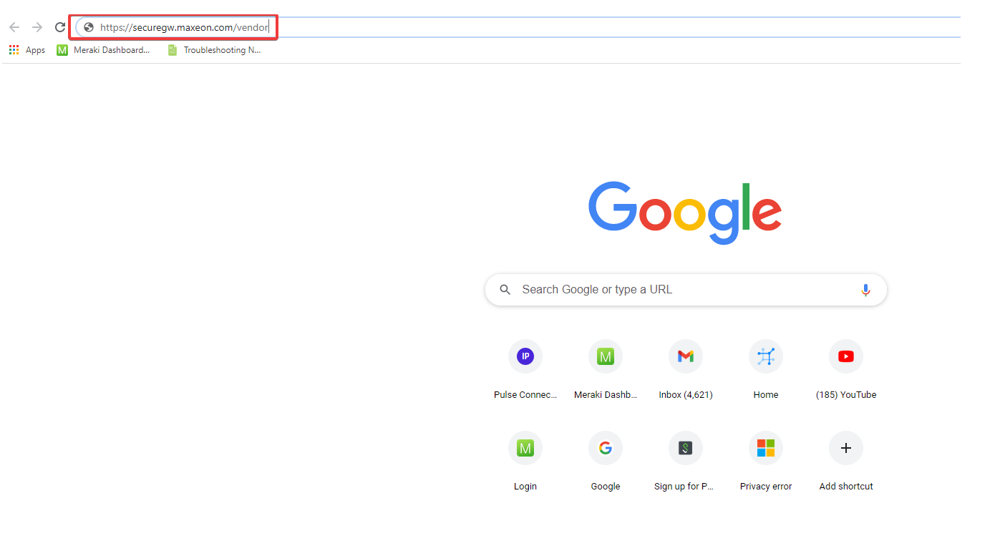 https://securegw.maxeon.com/vendor
Apps M Meraki Dashboard... Troubleshooting N...
Google
Search Google or type a URL
IP M M
Pulse Connec... Meraki Dashb... Inbox (4,621) Home (185) YouTube
M G S
Login Google Sign up for P... Privacy error Add shortcut